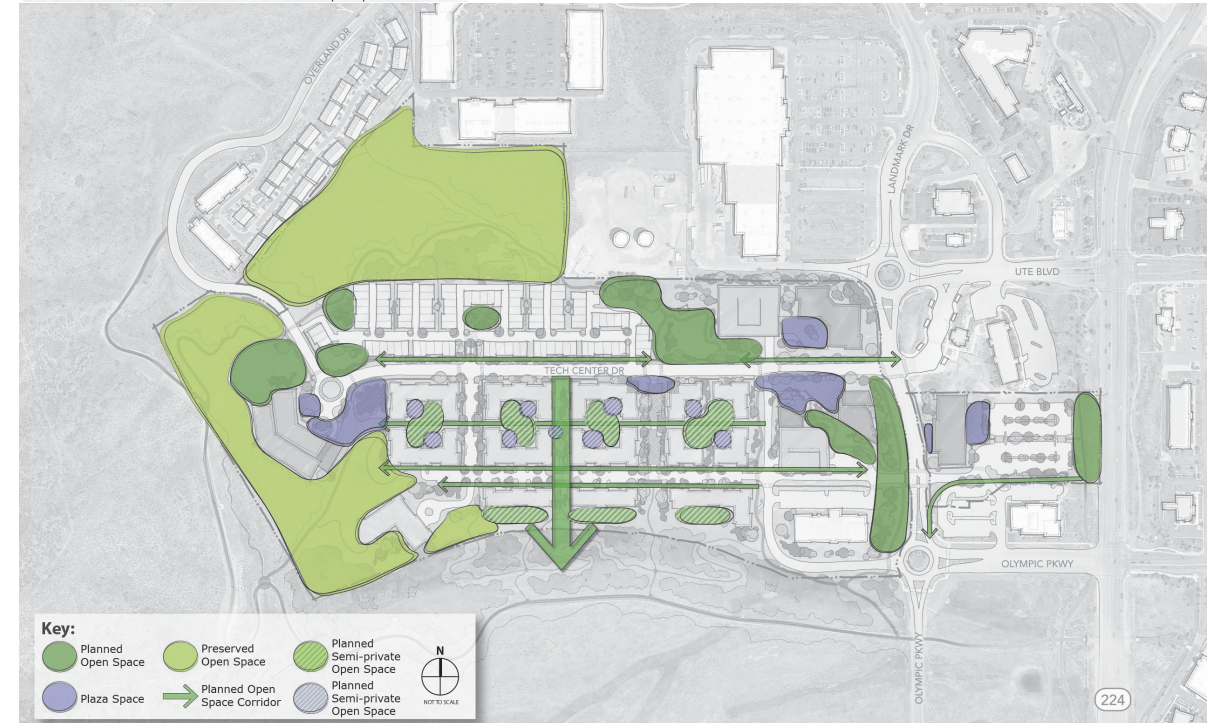 OVERLAND DR
LANDMARK DR
UTE BLVD
TECH CENTER DR
OLYMPIC PKWY
OLYMPIC PKWY
224
Key:
Planned
Open Space
Preserved
Open Space
Planned
Semi-private
Open Space
Plaza Space
Planned Open
Space Corridor
Planned
Semi-private
Open Space
N
NOT TO SCALE